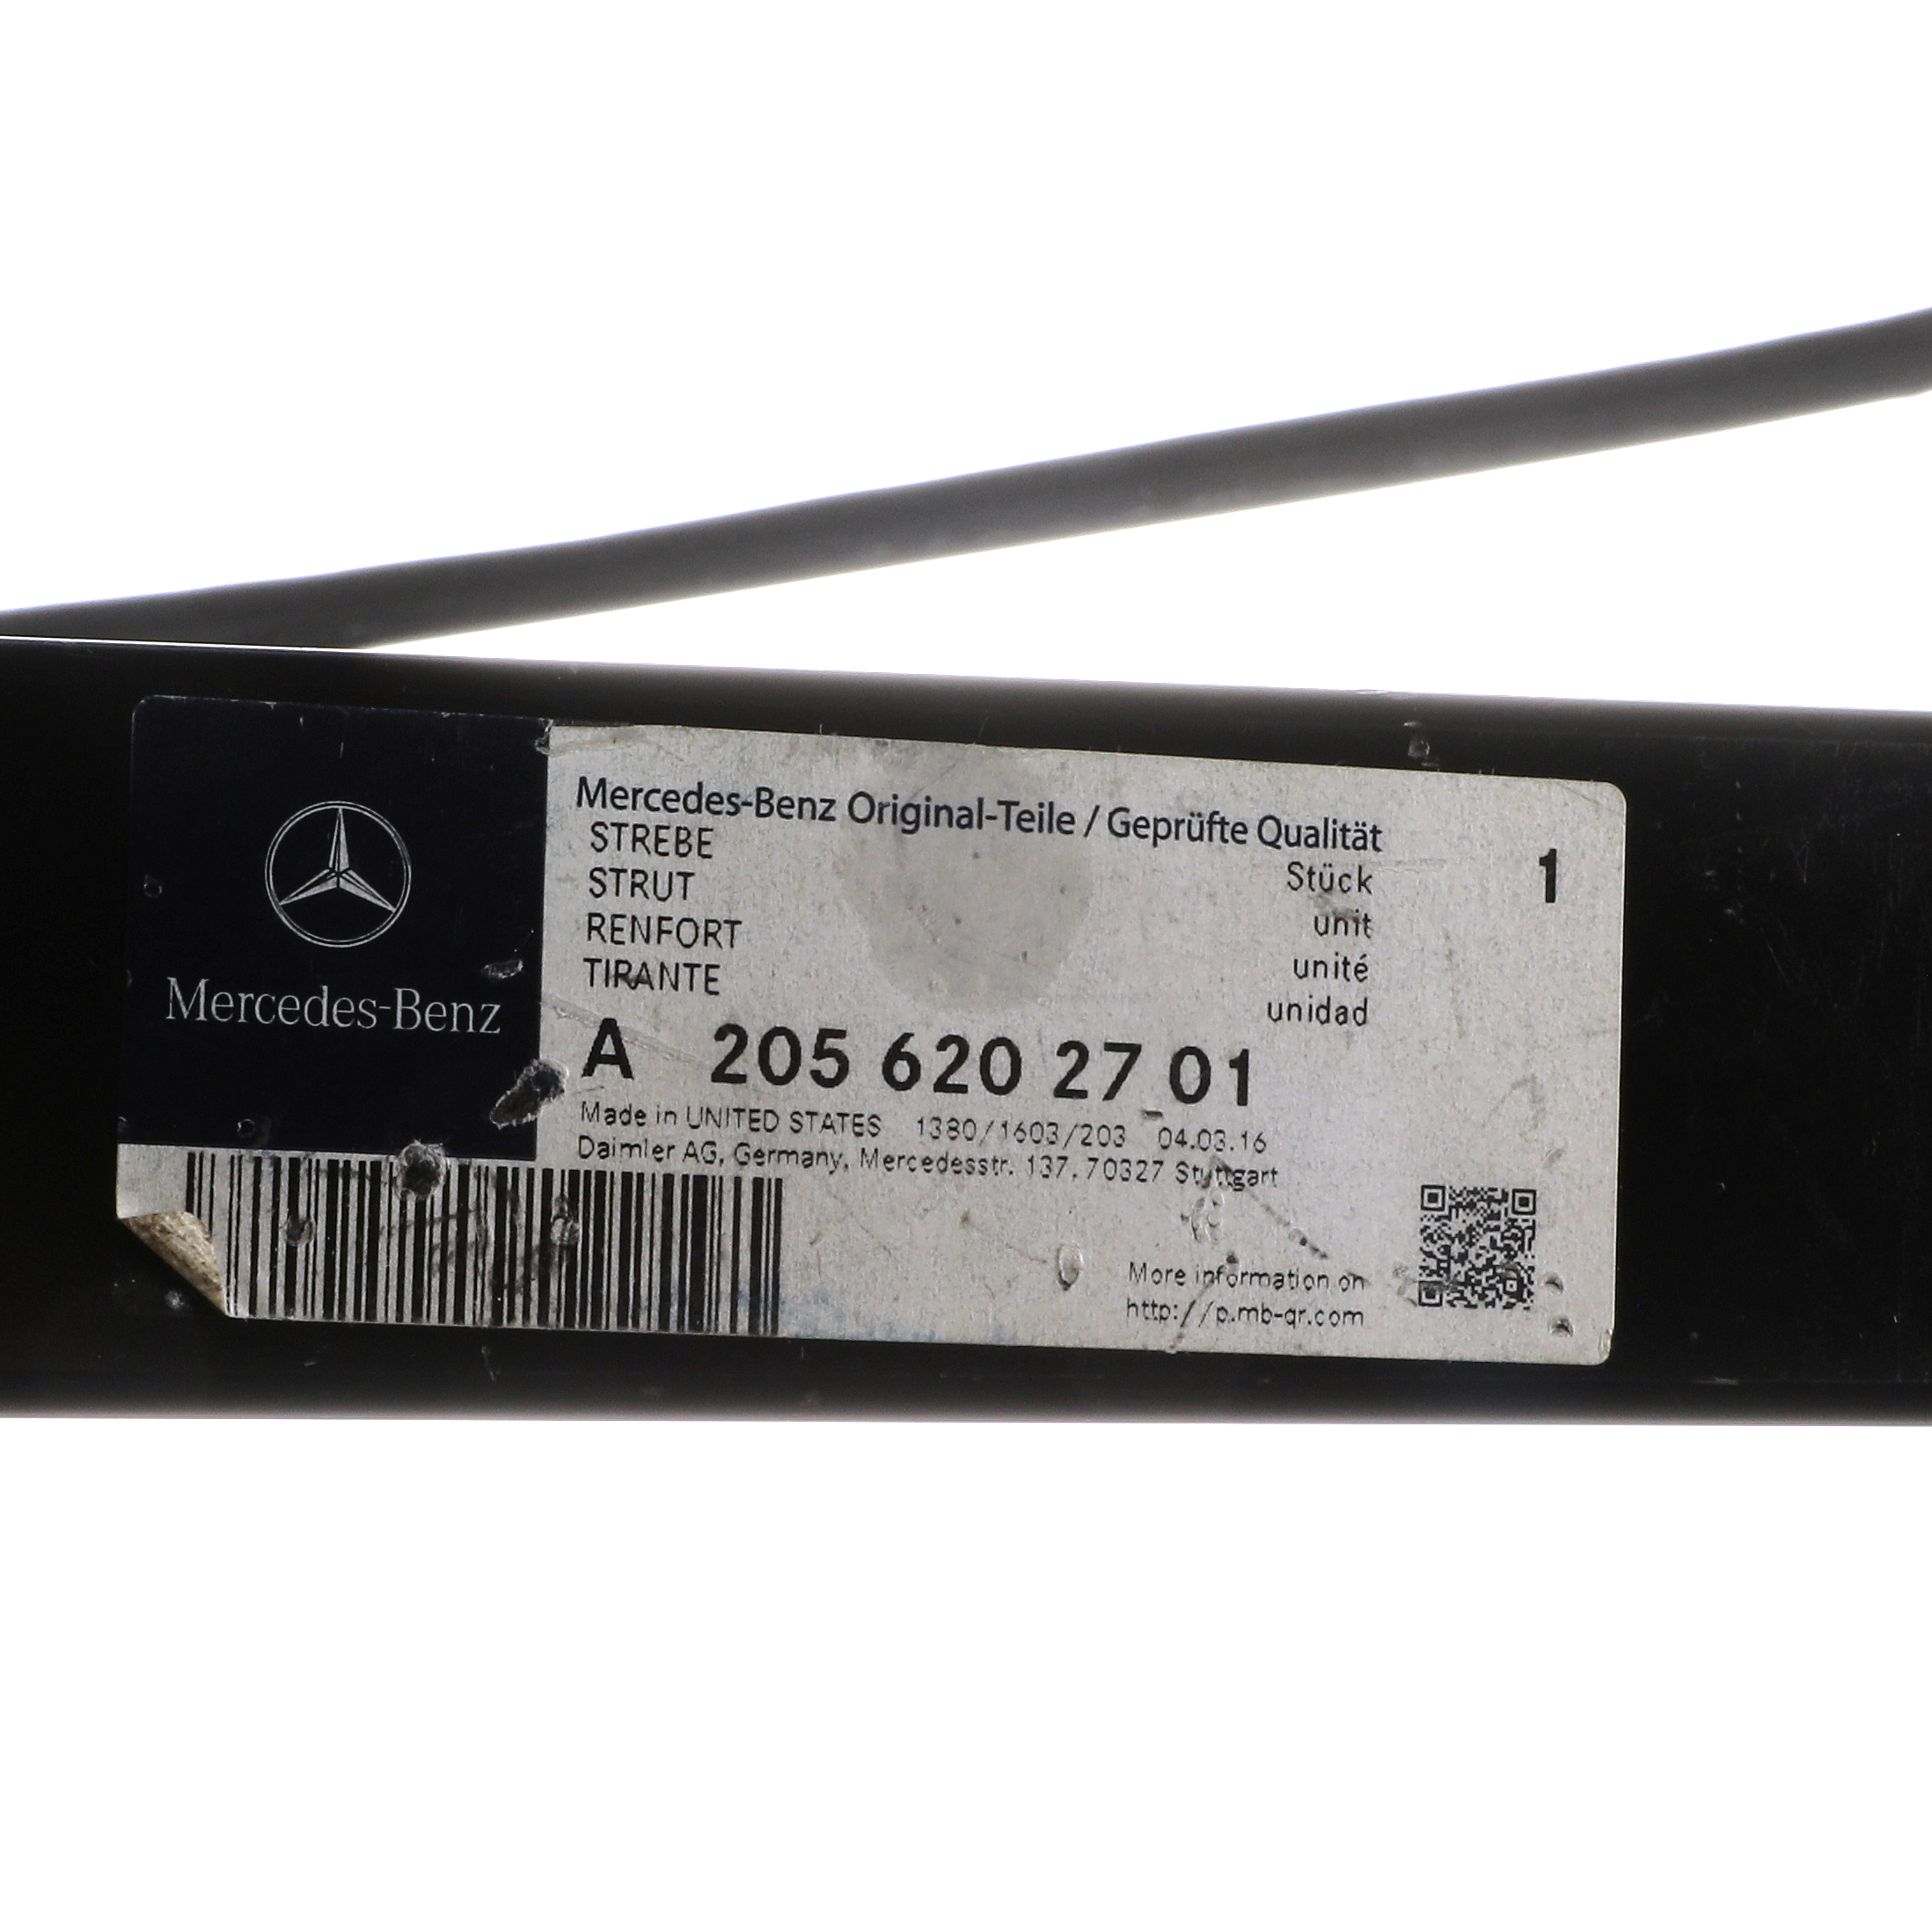 Mercedes-Benz
Mercedes-Benz Original-Teile / Geprüfte Qualität
STREBE
STRUT
RENFORT
TIRANTE
Stück
unit
unité
unidad
1
A 205 620 27 01
Made in UNITED STATES 1380/1603/203 04.03.16
Daimler AG, Germany, Mercedesstr. 137, 70327 Stuttgart
More information on
http://p.mb-qr.com